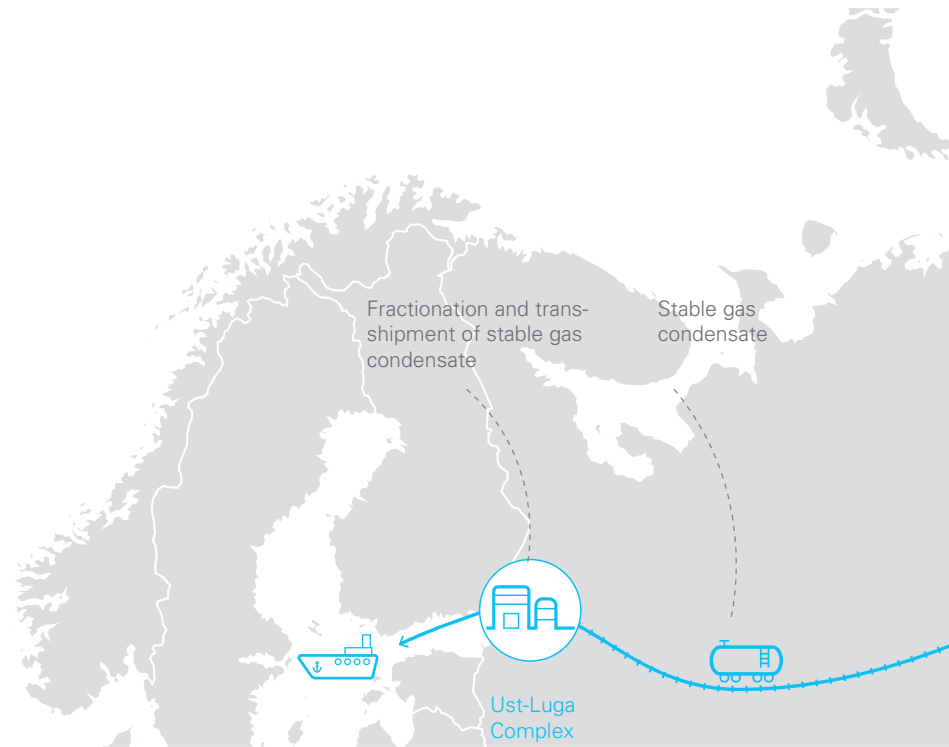 Fractionation and trans-
shipment of stable gas
condensate
Stable gas
condensate
Ust-Luga
Complex